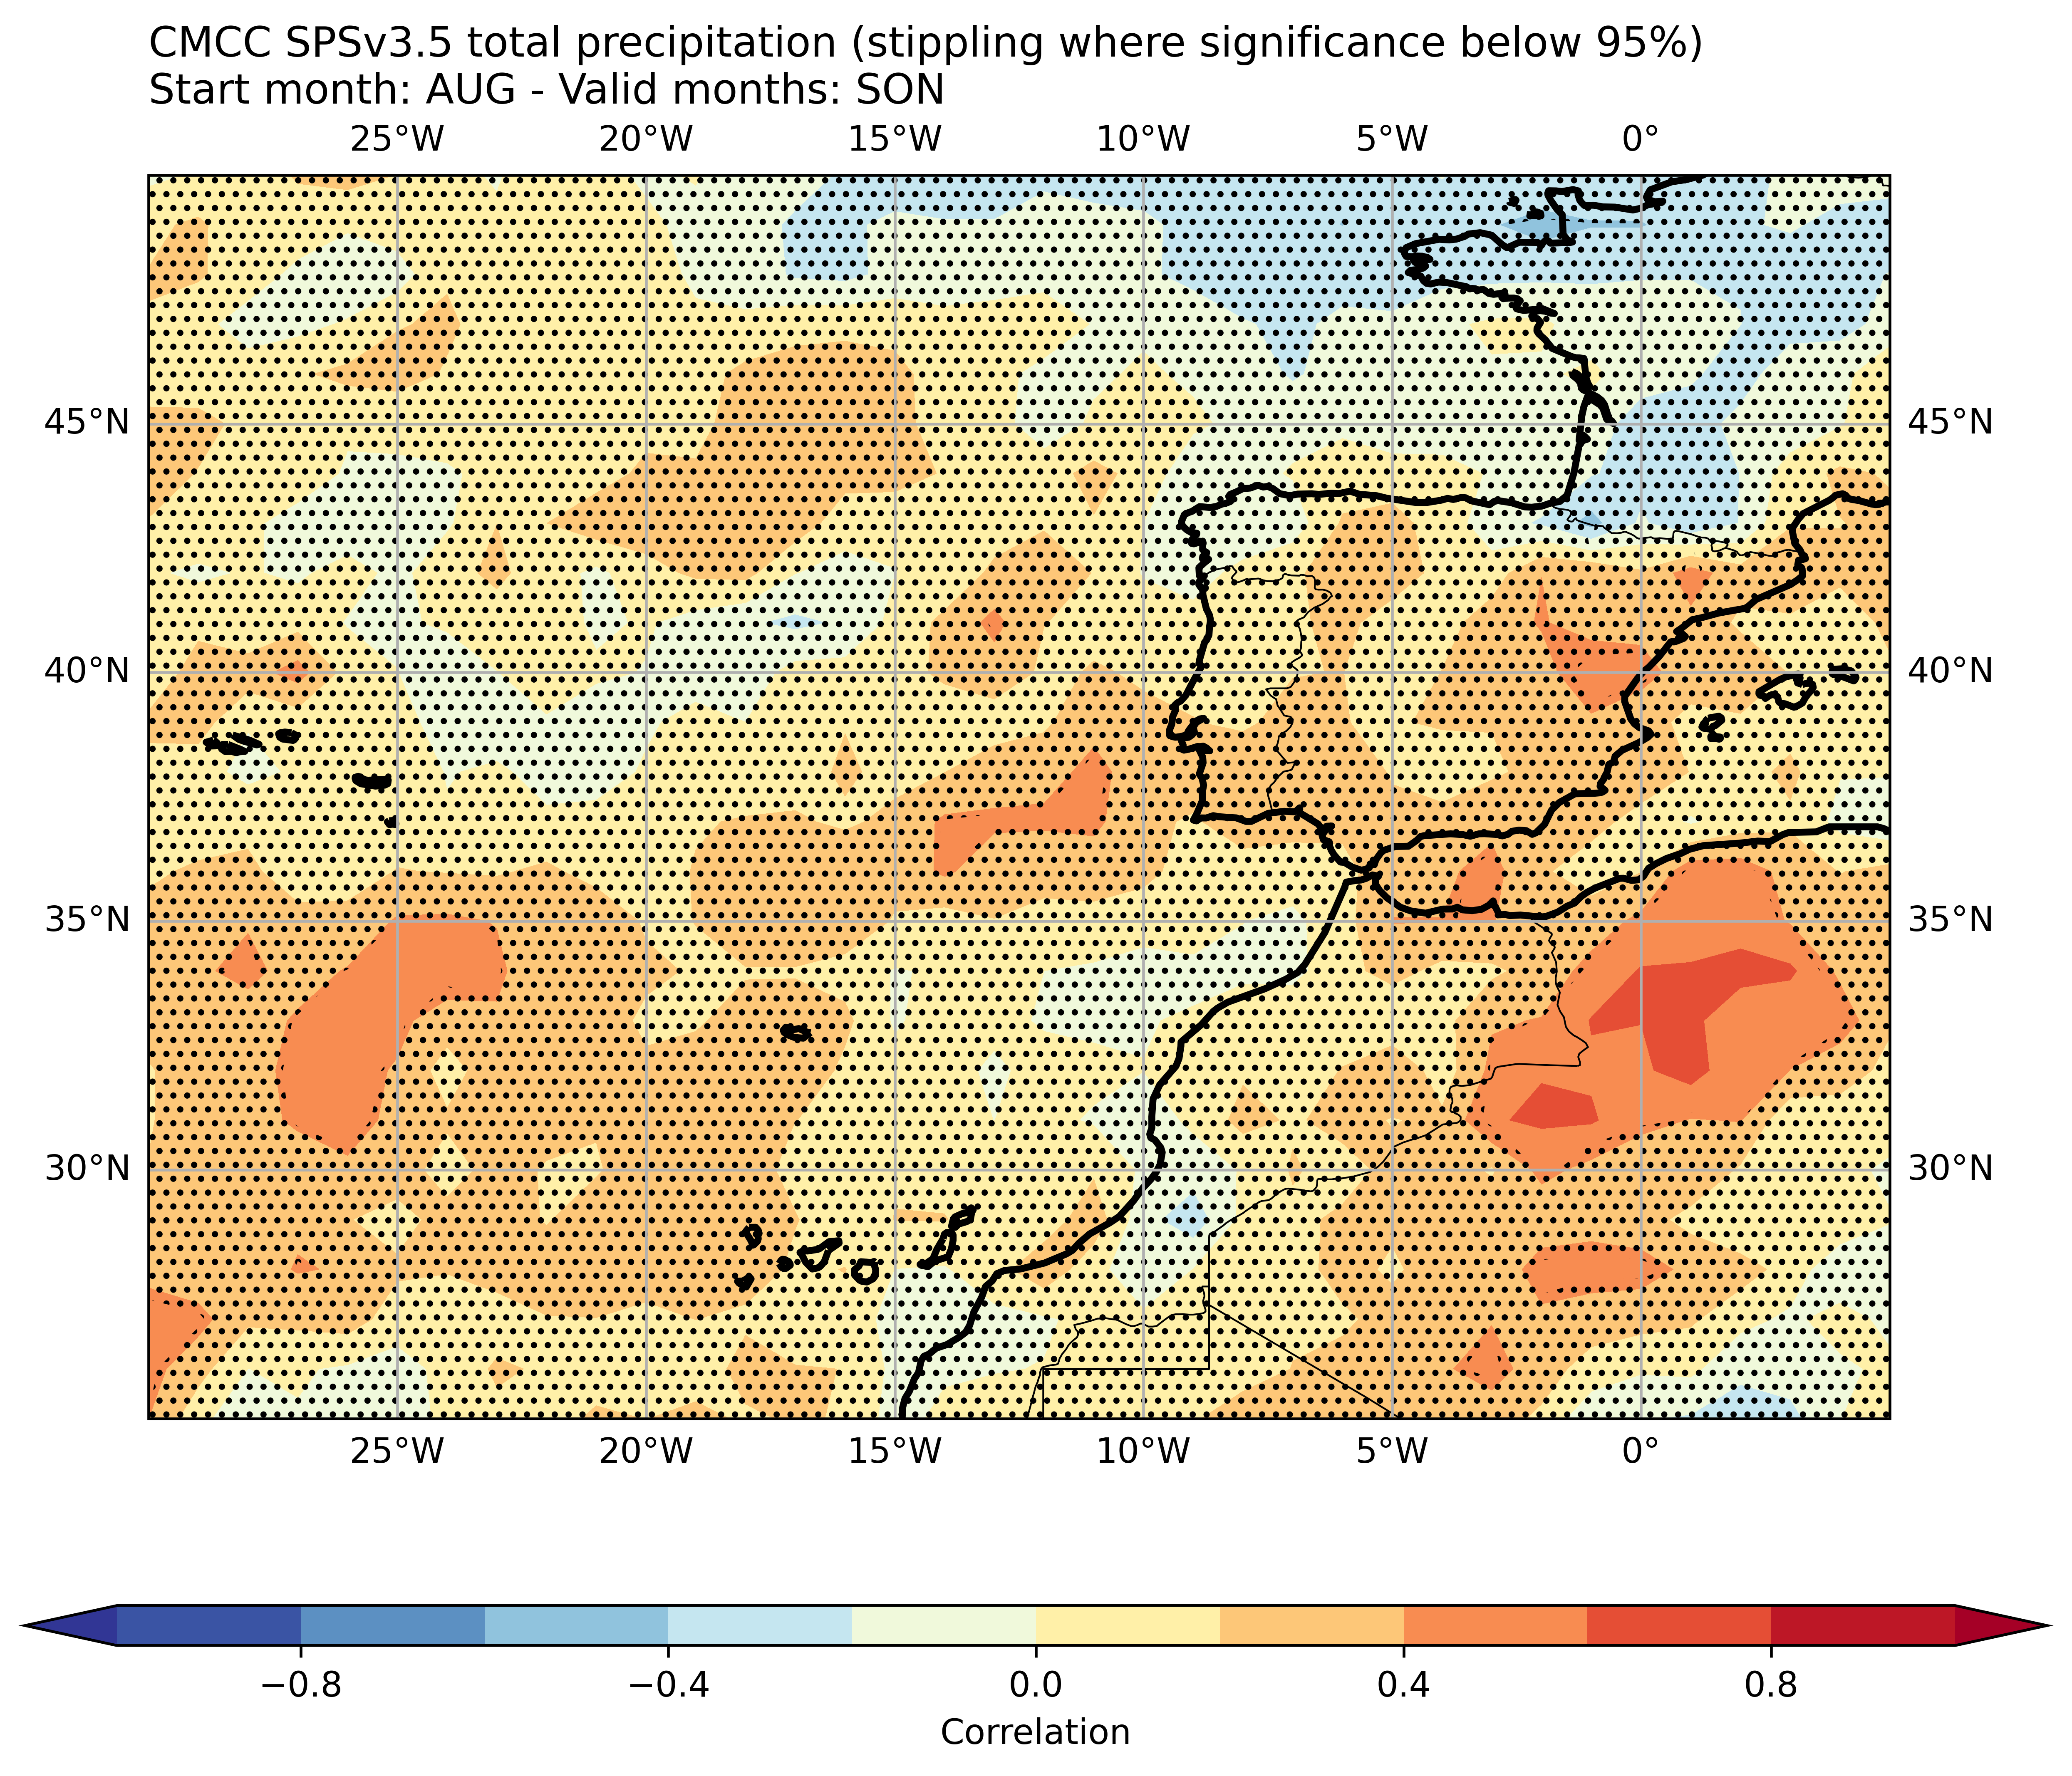 CMCC SPSv3.5 total precipitation (stippling where significance below 95%)
Start month: AUG - Valid months: SON
25°W 20°W 15°W 10°W 5°W 0°
45°N 45°N
40°N 40°N
35°N 35°N
30°N 30°N
25°W 20°W 15°W 10°W 5°W 0°
−0.8 −0.4 0.0 0.4 0.8
Correlation